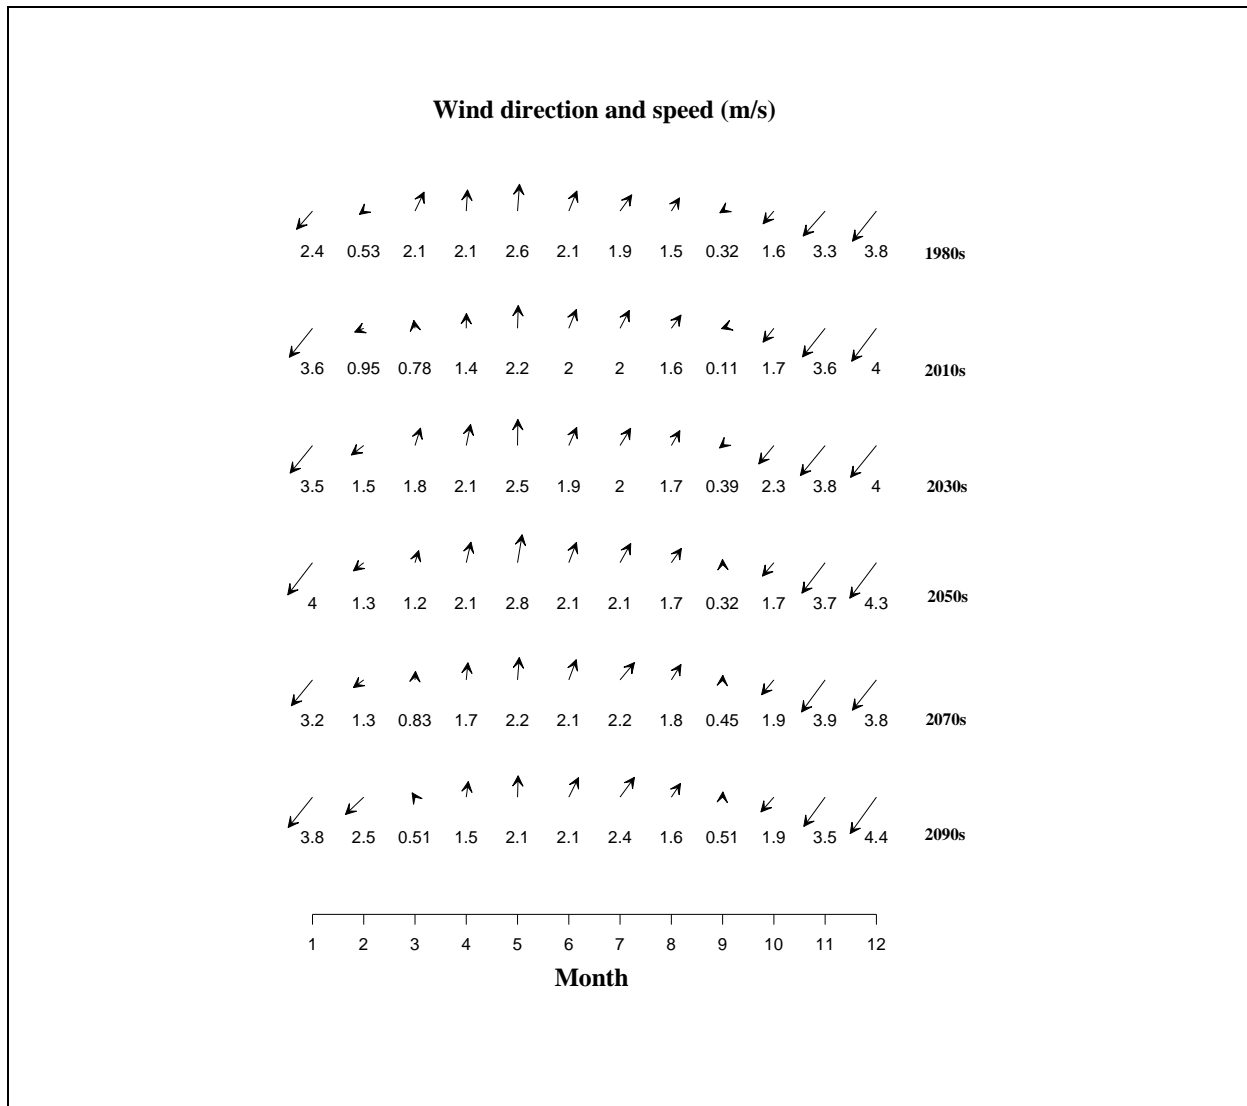 Wind direction and speed (m/s)
2.4 0.53 2.1 2.1 2.6 2.1 1.9 1.5 0.32 1.6 3.3 3.8 1980s
3.6 0.95 0.78 1.4 2.2 2 2 1.6 0.11 1.7 3.6 4 2010s
3.5 1.5 1.8 2.1 2.5 1.9 2 1.7 0.39 2.3 3.8 4 2030s
4 1.3 1.2 2.1 2.8 2.1 2.1 1.7 0.32 1.7 3.7 4.3 2050s
3.2 1.3 0.83 1.7 2.2 2.1 2.2 1.8 0.45 1.9 3.9 3.8 2070s
3.8 2.5 0.51 1.5 2.1 2.1 2.4 1.6 0.51 1.9 3.5 4.4 2090s
1 2 3 4 5 6 7 8 9 10 11 12
Month